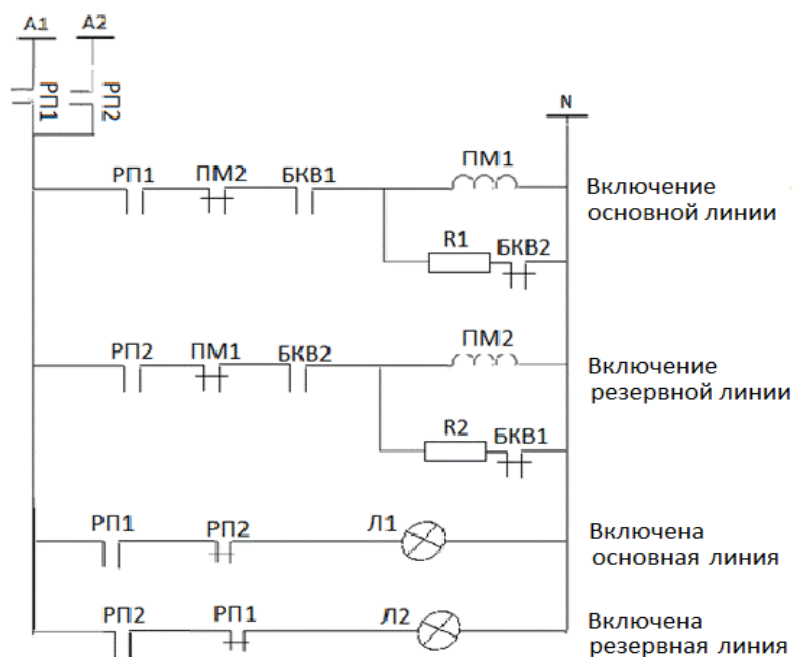 А1 А2
РП1
РП2
N
РП1 ПМ2 БКВ1 ПМ1
Включение
основной линии
R1 БКВ2
РП2 ПМ1 БКВ2 ПМ2
Включение
резервной линии
R2 БКВ1
РП1 РП2 Л1
Включена
основная линия
РП2 РП1 Л2
Включена
резервная линия